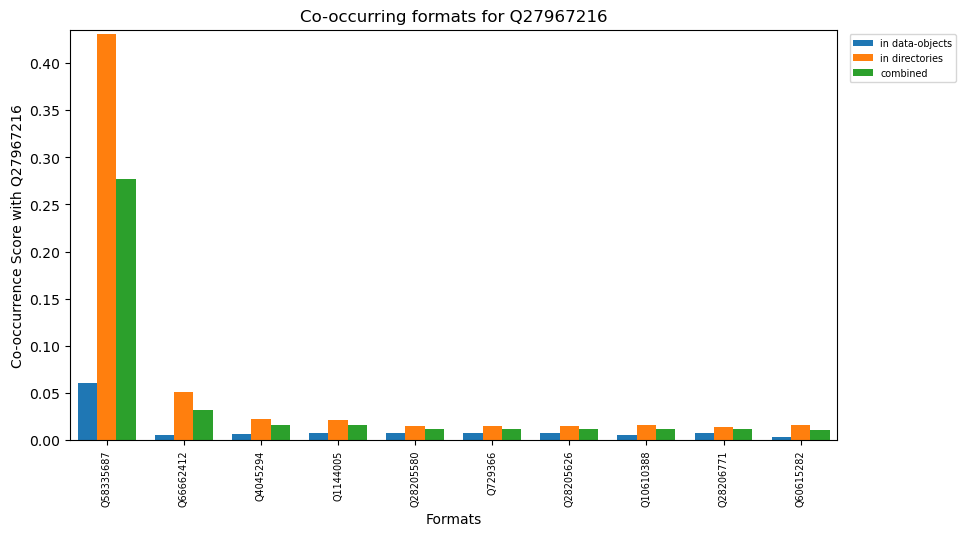 Co-occurring formats for Q27967216
in data-objects
in directories
combined
Co-occurrence Score with Q27967216
0.40
0.35
0.30
0.25
0.20
0.15
0.10
0.05
0.00
Q58335687
Q66662412
Q4045294
Q1144005
Q28205580
Q729366
Q28205626
Q10610388
Q28206771
Q60615282
Formats